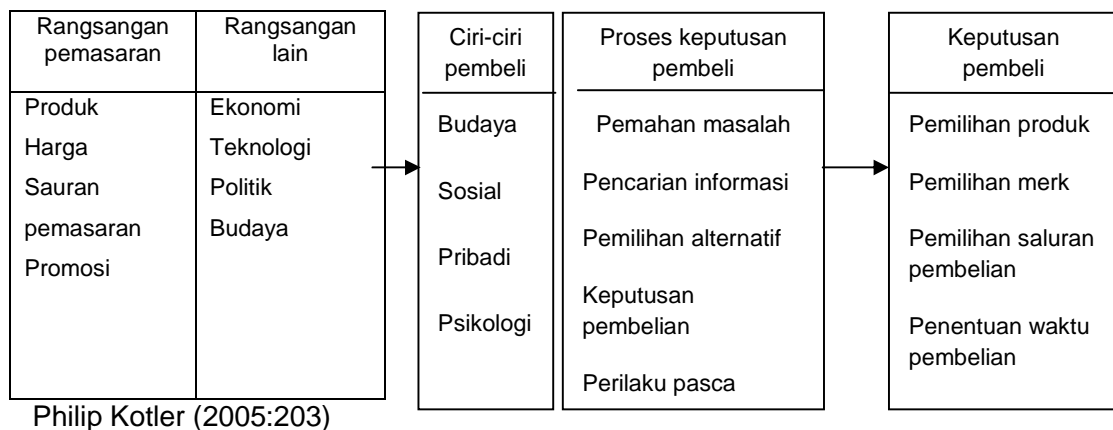 Rangsangan
pemasaran
Rangsangan
lain
Produk
Harga
Sauran
pemasaran
Promosi
Ekonomi
Teknologi
Politik
Budaya
Ciri-ciri
pembeli
Budaya
Sosial
Pribadi
Psikologi
Proses keputusan
pembeli
Pemahan masalah
Pencarian informasi
Pemilihan alternatif
Keputusan
pembelian
Perilaku pasca
Keputusan
pembeli
Pemilihan produk
Pemilihan merk
Pemilihan saluran
pembelian
Penentuan waktu
pembelian
Philip Kotler (2005:203)